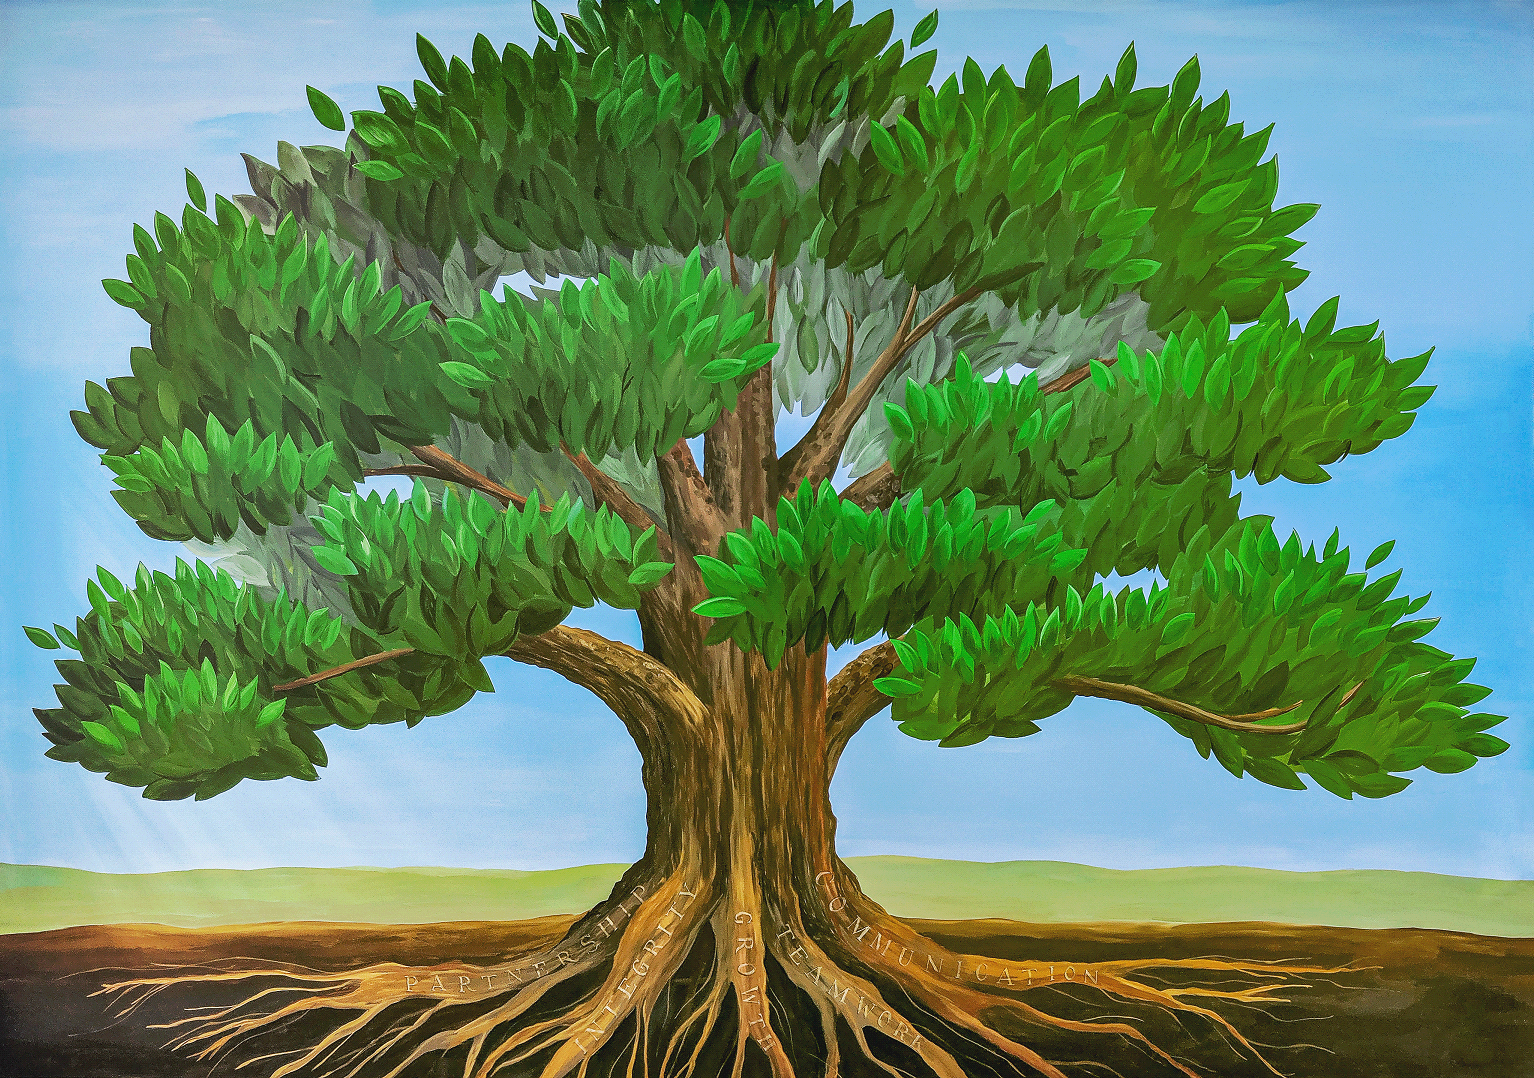 PARTNERSHIP
INTEGRITY
GROWTH
TEAMWORK
COMMUNICATION